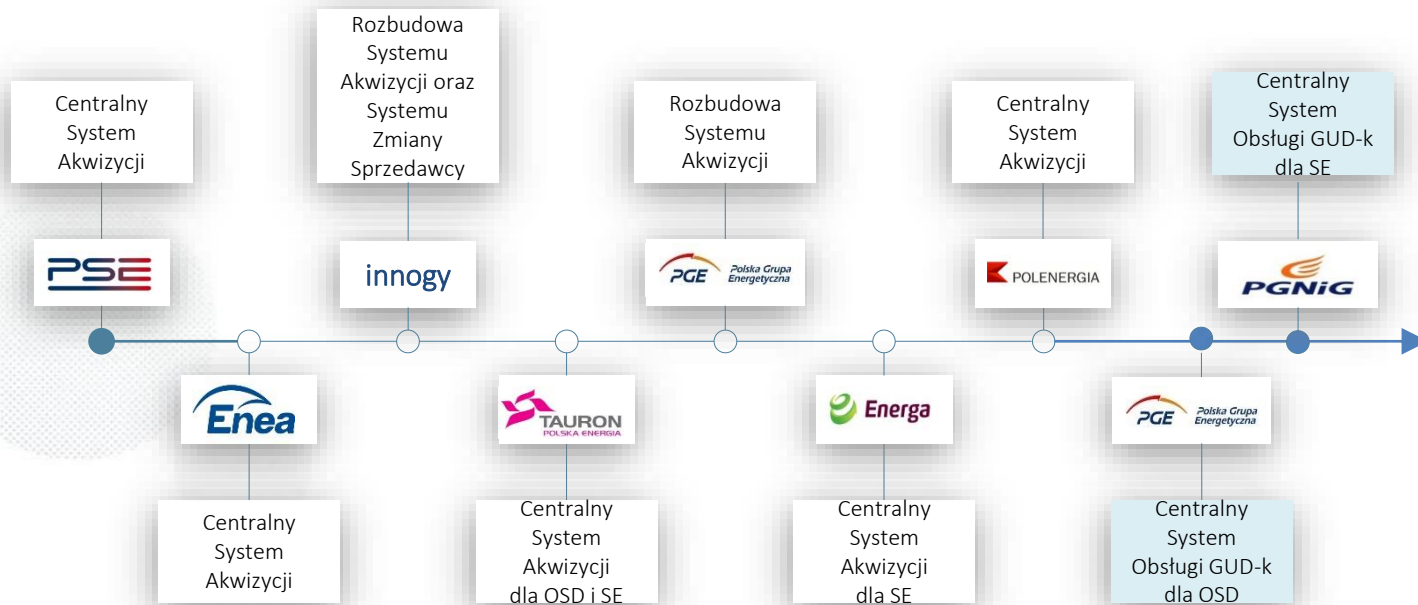 Centralny
System
Akwizycji
Rozbudowa
Systemu
Akwizycji oraz
Systemu
Zmiany
Sprzedawcy
Rozbudowa
Systemu
Akwizycji
Centralny
System
Akwizycji
Centralny
System
Obsługi GUD-k
dla SE
PSE
innogy
PGE Polska Grupa
Energetyczna
POLENERGIA
PGNiG
Enea
TAURON
POLSKA ENERGIA
Energa
PGE Polska Grupa
Energetyczna
Centralny
System
Akwizycji
Centralny
System
Akwizycji
dla OSD i SE
Centralny
System
Akwizycji
dla SE
Centralny
System
Obsługi GUD-k
dla OSD